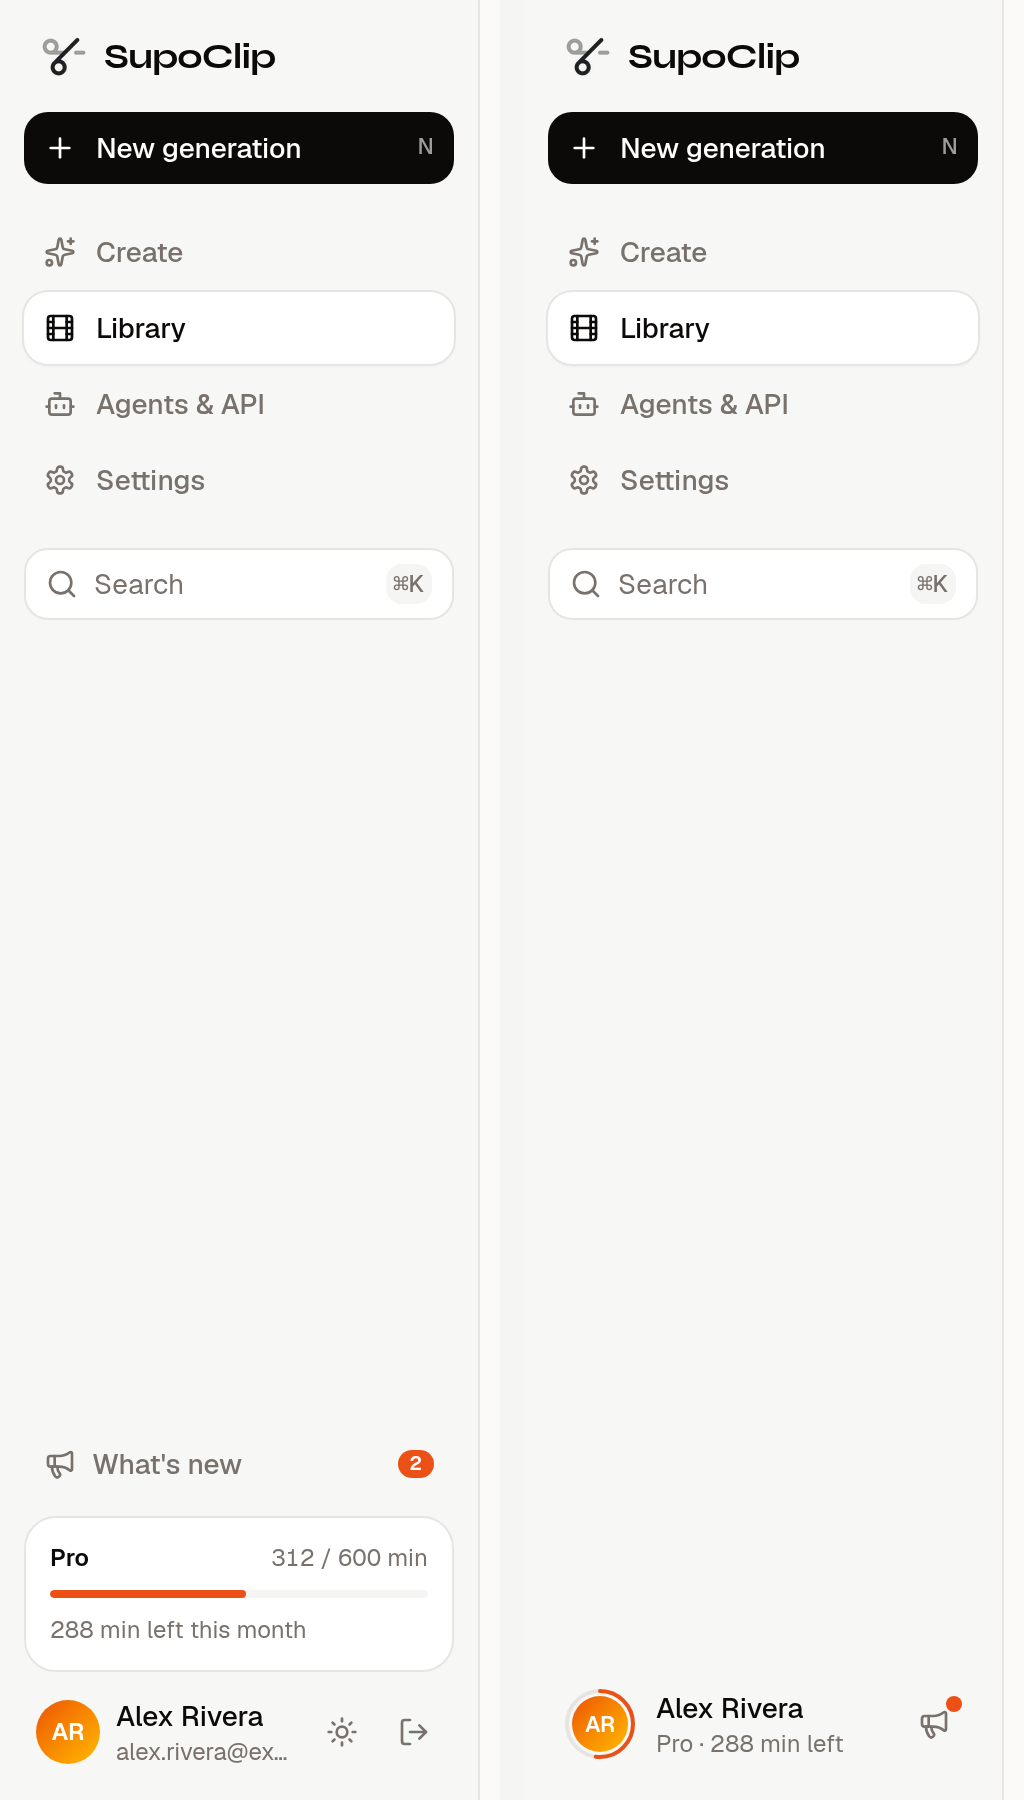 SupoClip
New generation N
Create
Library
Agents & API
Settings
Search ⌘K
What's new 2
Pro 312 / 600 min
288 min left this month
AR Alex Rivera
alex.rivera@ex...
SupoClip
New generation N
Create
Library
Agents & API
Settings
Search ⌘K
AR Alex Rivera
Pro · 288 min left